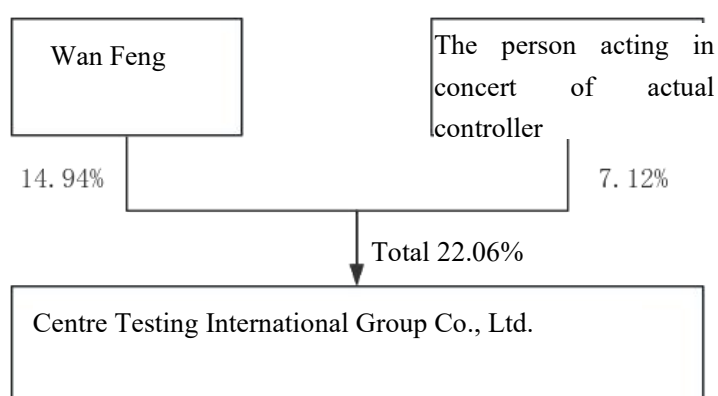 Wan Feng
The person acting in
concert of actual
controller
14.94%
7.12%
Total 22.06%
Centre Testing International Group Co., Ltd.